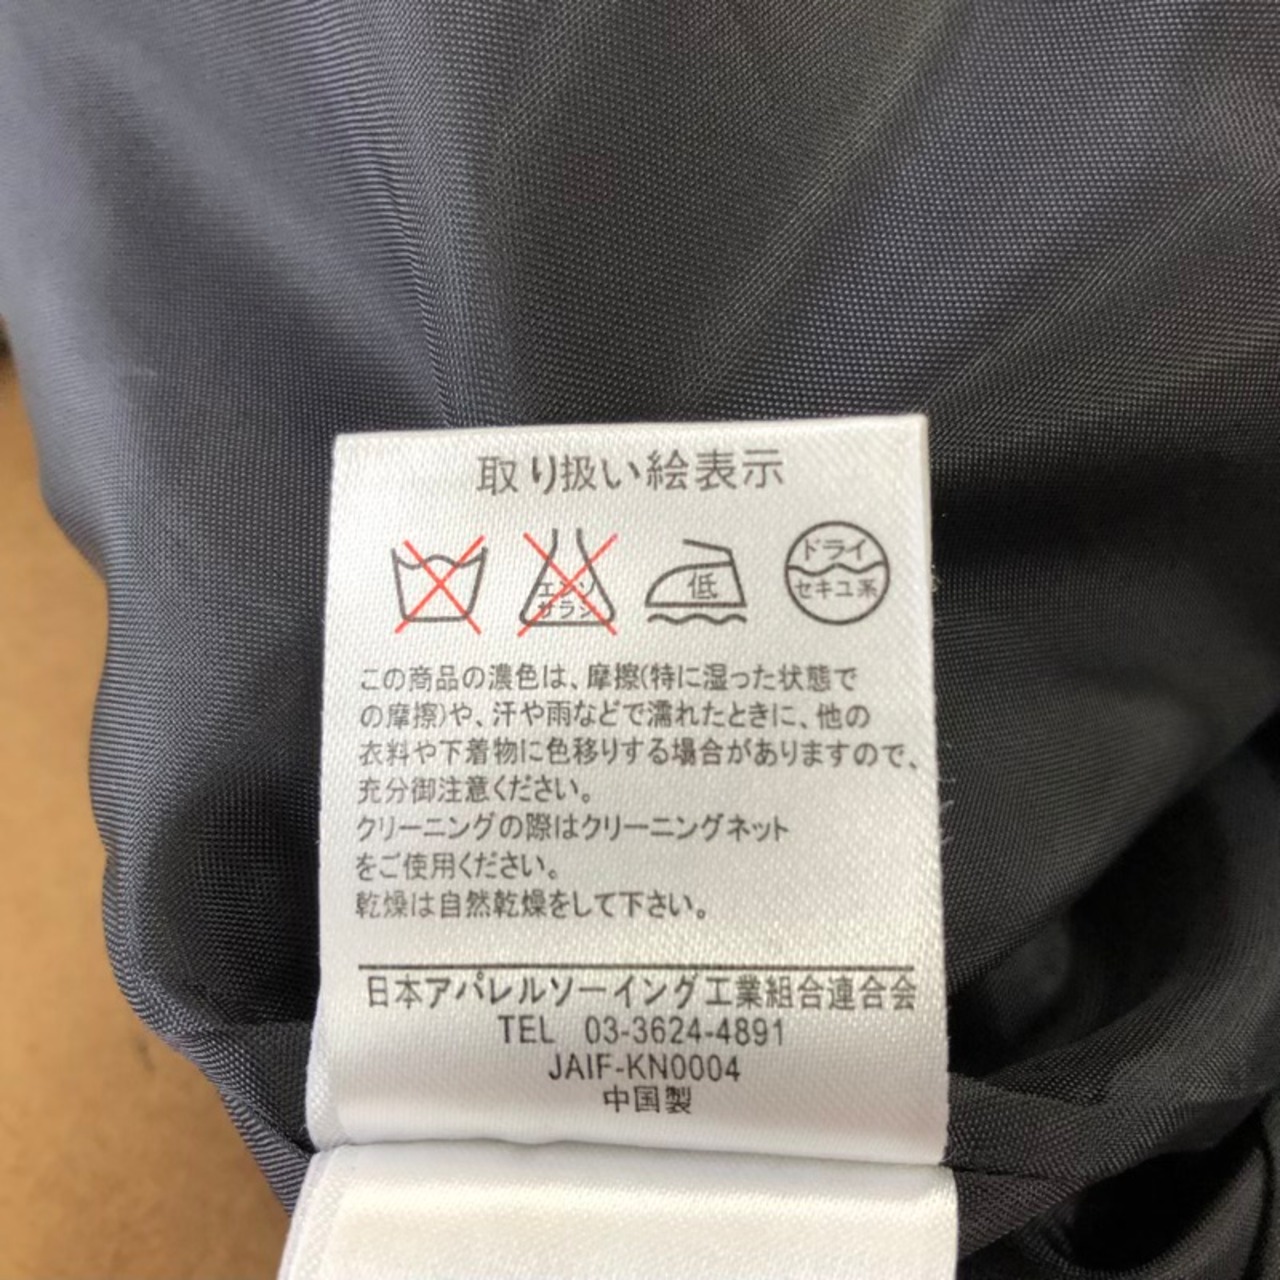 取り扱い絵表示
エンソ
サラシ
低
ドライ
セキユ系
この商品の濃色は、摩擦(特に湿った状態で
の摩擦)や、汗や雨などで濡れたときに、他の
衣料や下着物に色移りする場合がありますので、
充分御注意ください。
クリーニングの際はクリーニングネット
をご使用ください。
乾燥は自然乾燥をして下さい。
日本アパレルソーイング工業組合連合会
TEL 03-3624-4891
JAIF-KN0004
中国製